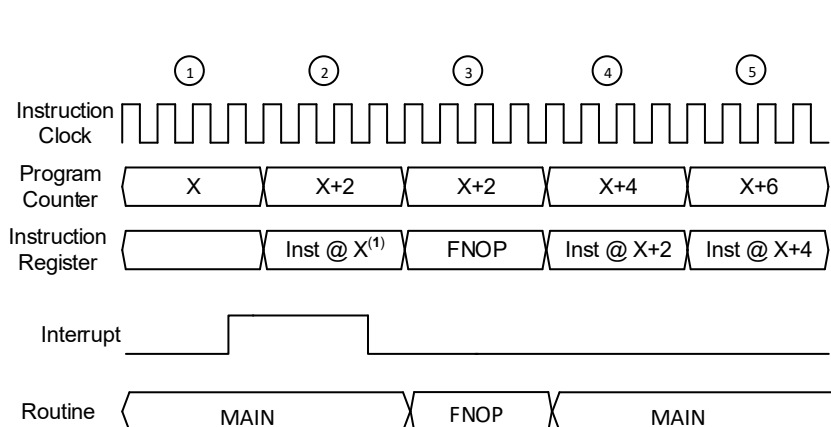 1 2 3 4 5
Instruction
Clock
Program
Counter
X X+2 X+2 X+4 X+6
Instruction
Register
Inst @ X(1) FNOP Inst @ X+2 Inst @ X+4
Interrupt
Routine MAIN FNOP MAIN